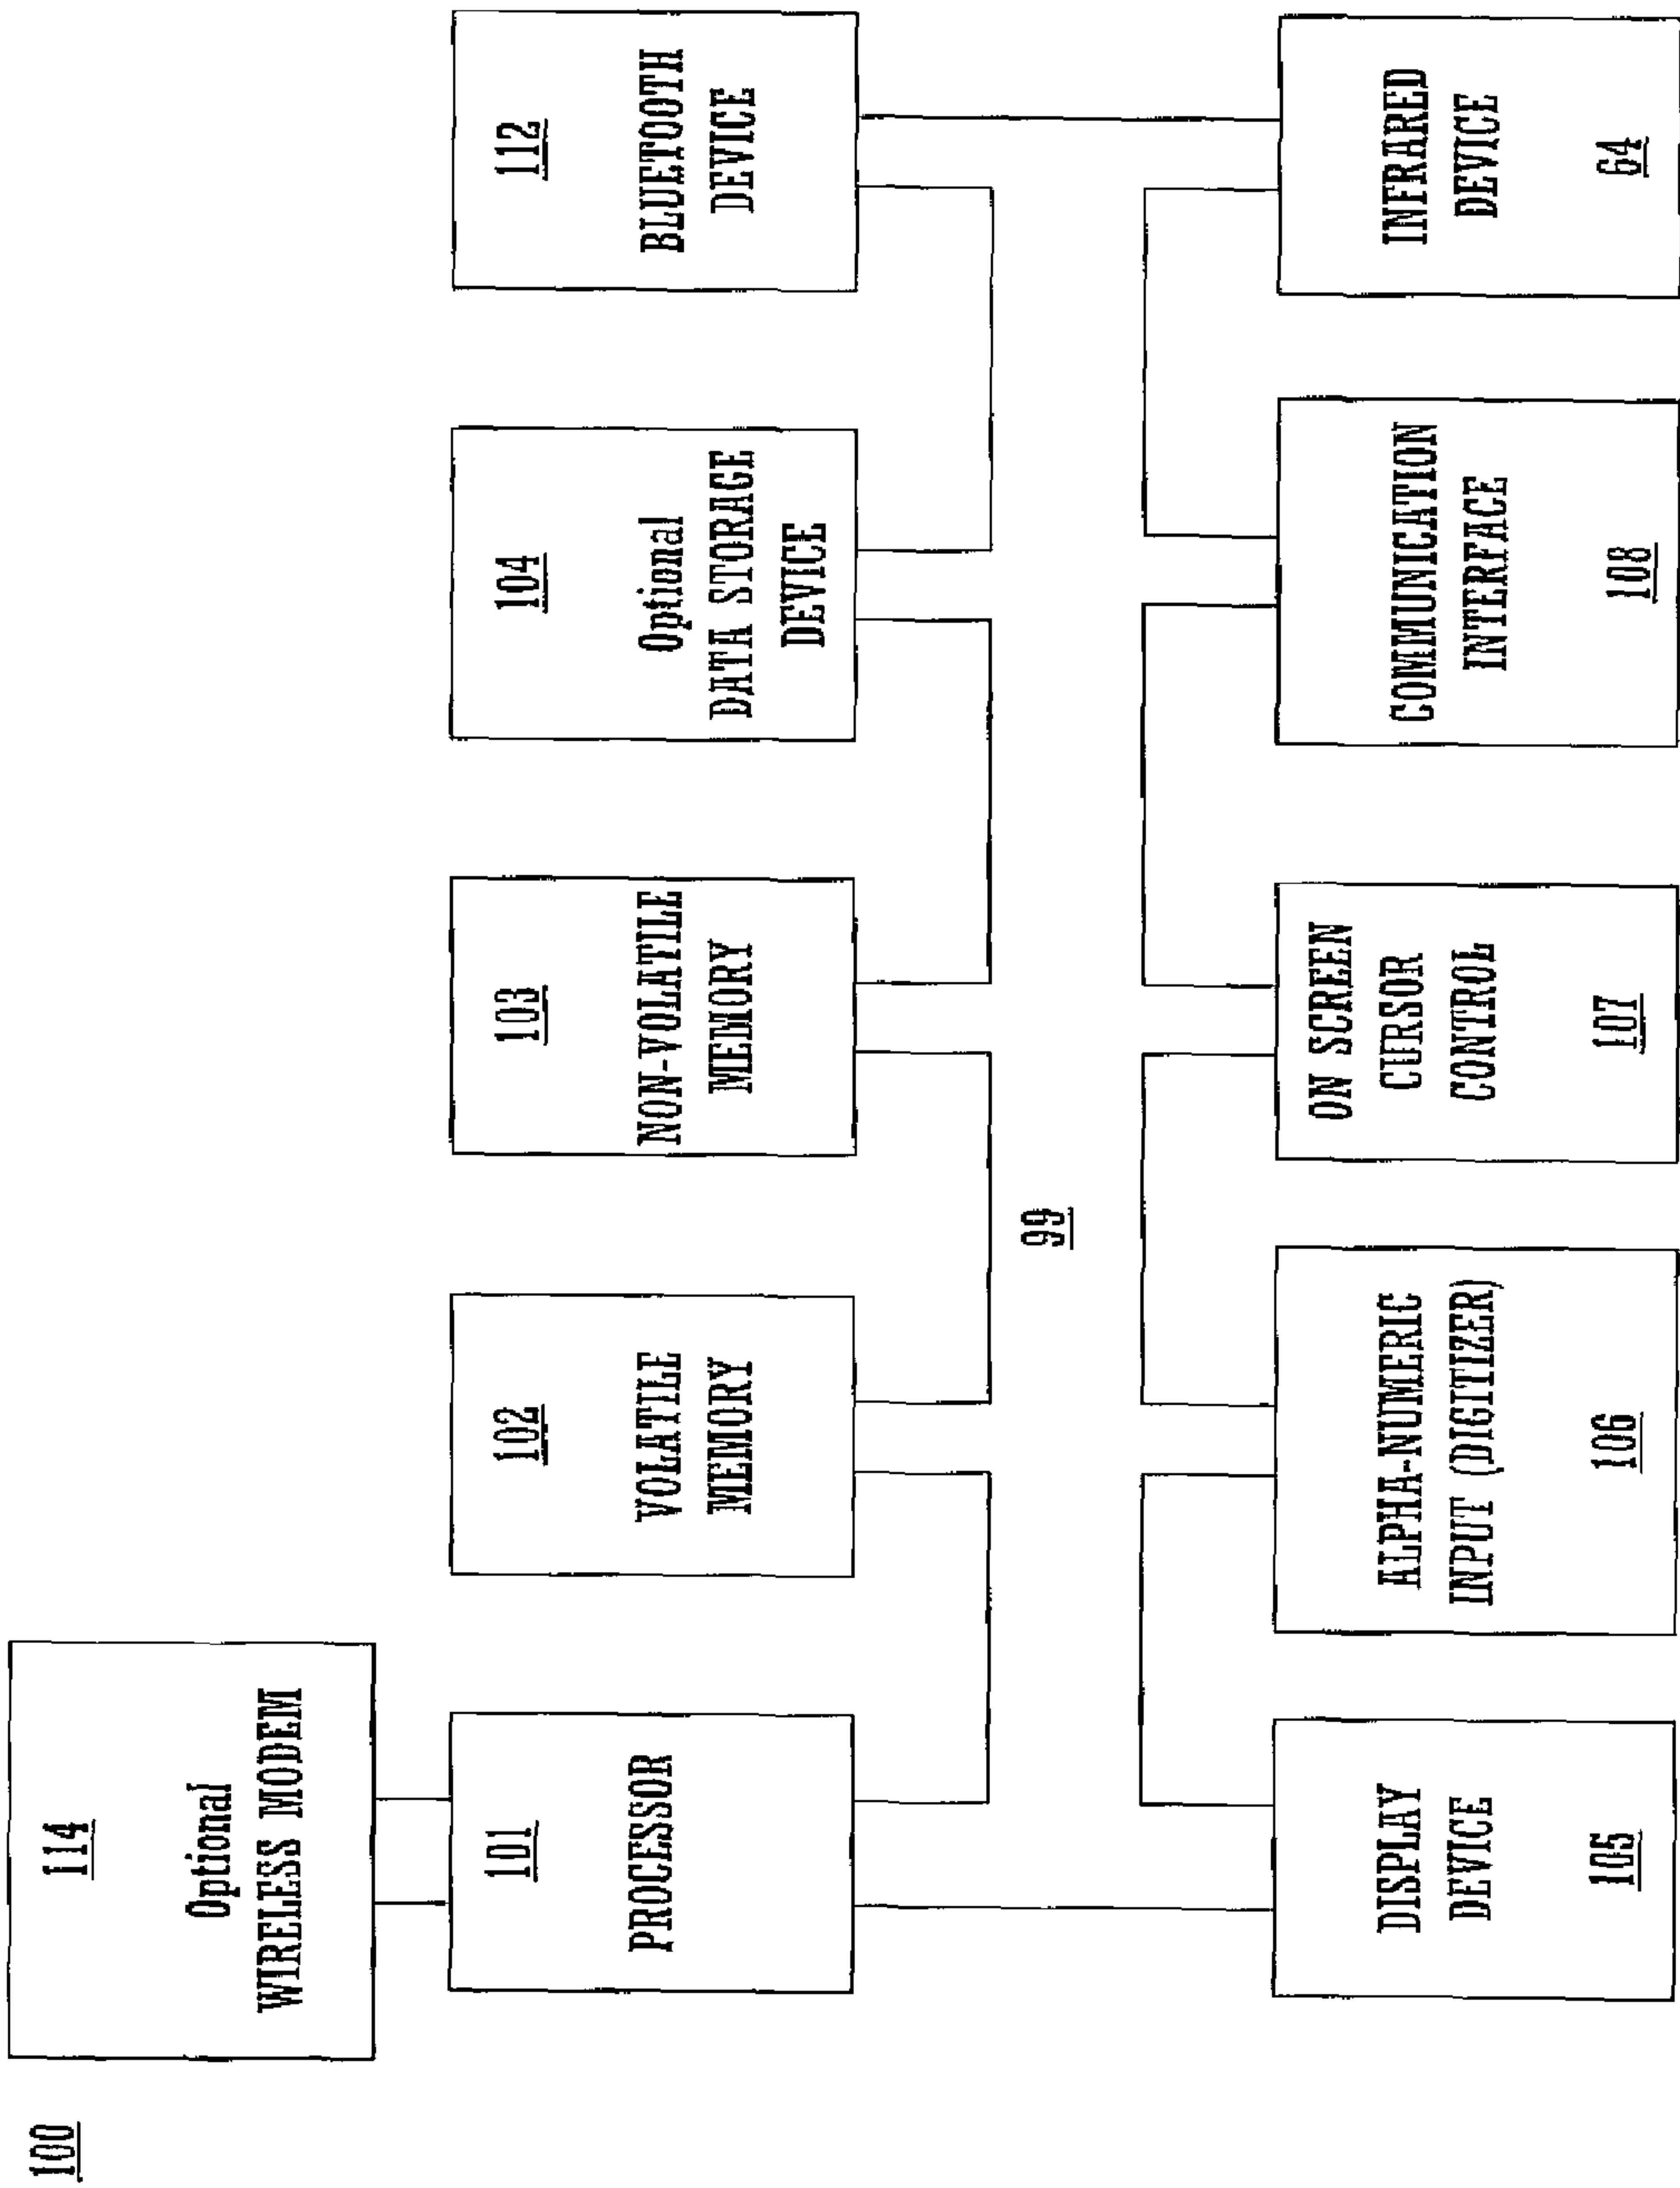 100
114
Optional
WIRELESS MODEM
101
PROCESSOR
102
VOLATILE
MEMORY
103
NON-VOLATILE
MEMORY
104
Optional
DATA STORAGE
DEVICE
112
BLUETOOTH
DEVICE
99
DISPLAY
DEVICE
105
ALPHA-NUMERIC
INPUT (DIGITIZER)
106
ON SCREEN
CURSOR
CONTROL
107
COMMUNICATION
INTERFACE
108
INFRARED
DEVICE
64